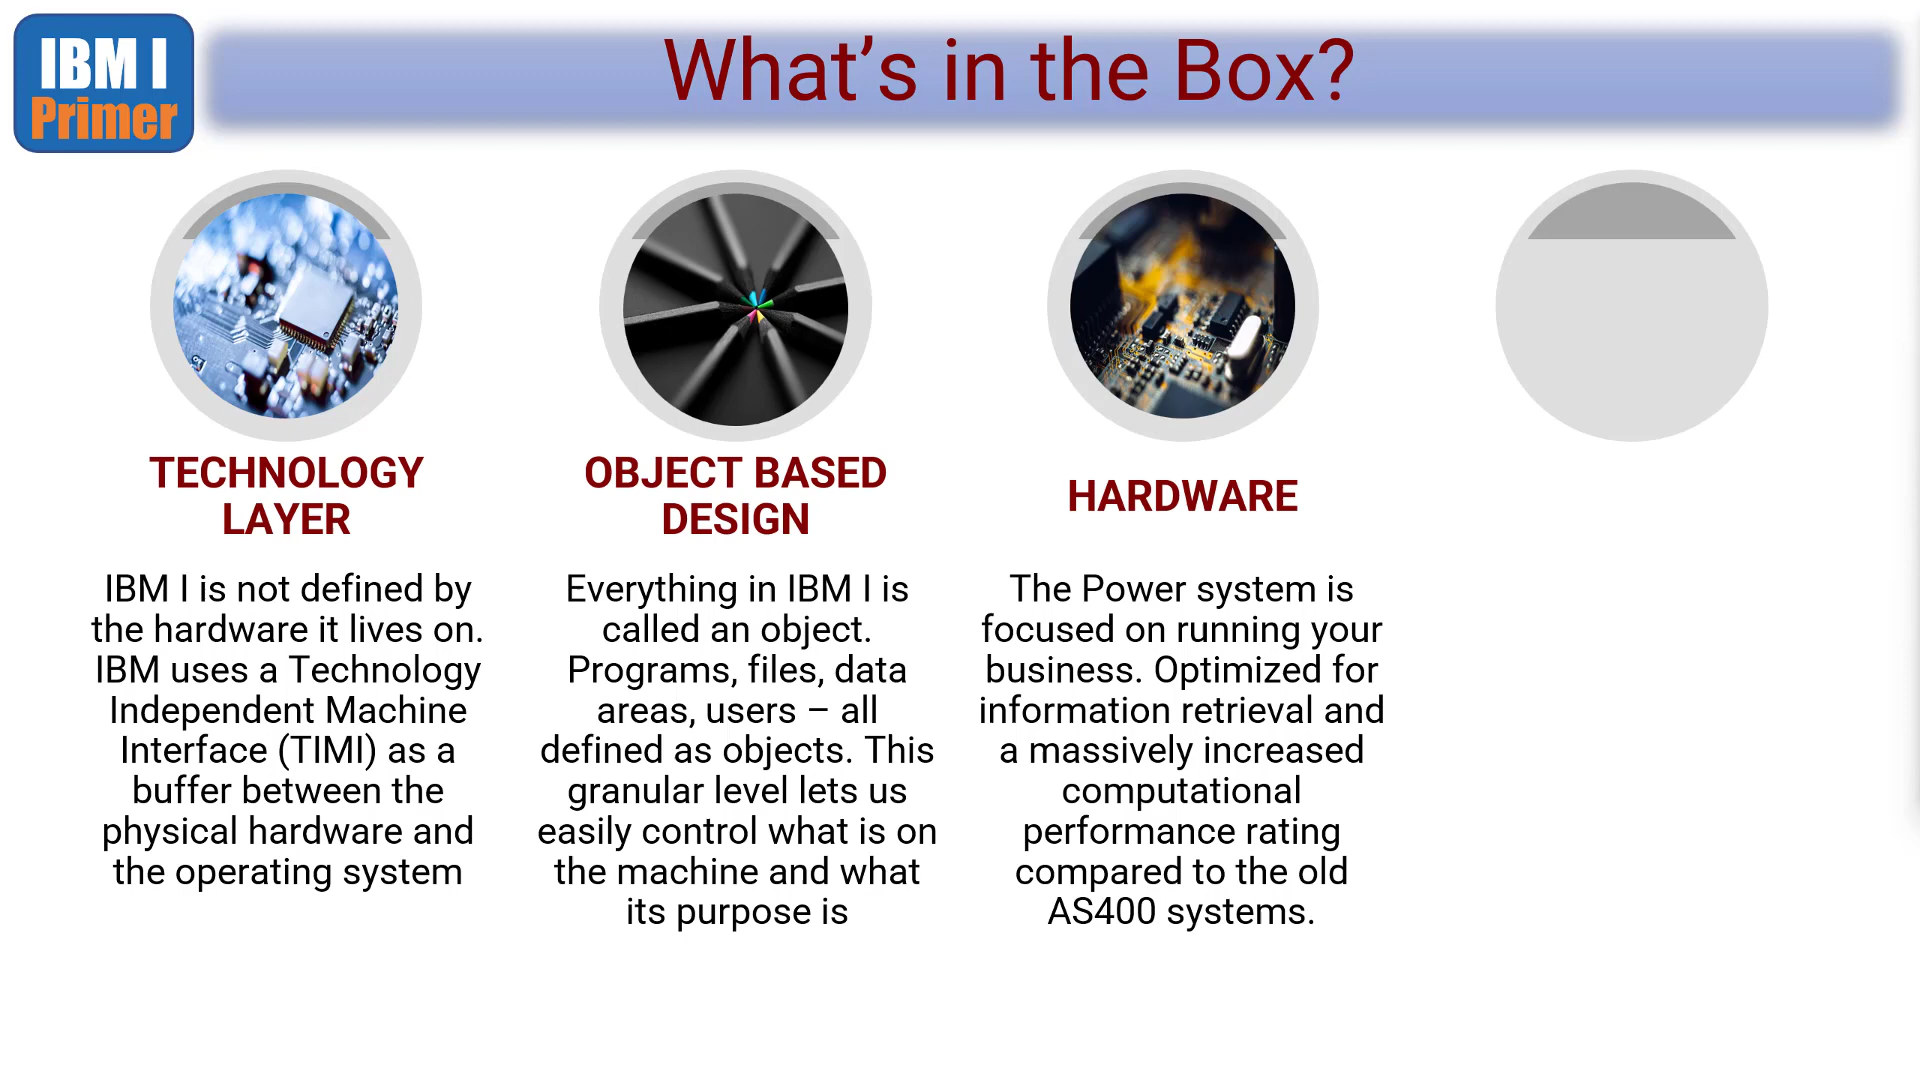 IBM I
Primer
What’s in the Box?
TECHNOLOGY
LAYER
IBM I is not defined by
the hardware it lives on.
IBM uses a Technology
Independent Machine
Interface (TIMI) as a
buffer between the
physical hardware and
the operating system
OBJECT BASED
DESIGN
Everything in IBM I is
called an object.
Programs, files, data
areas, users – all
defined as objects. This
granular level lets us
easily control what is on
the machine and what
its purpose is
HARDWARE
The Power system is
focused on running your
business. Optimized for
information retrieval and
a massively increased
computational
performance rating
compared to the old
AS400 systems.